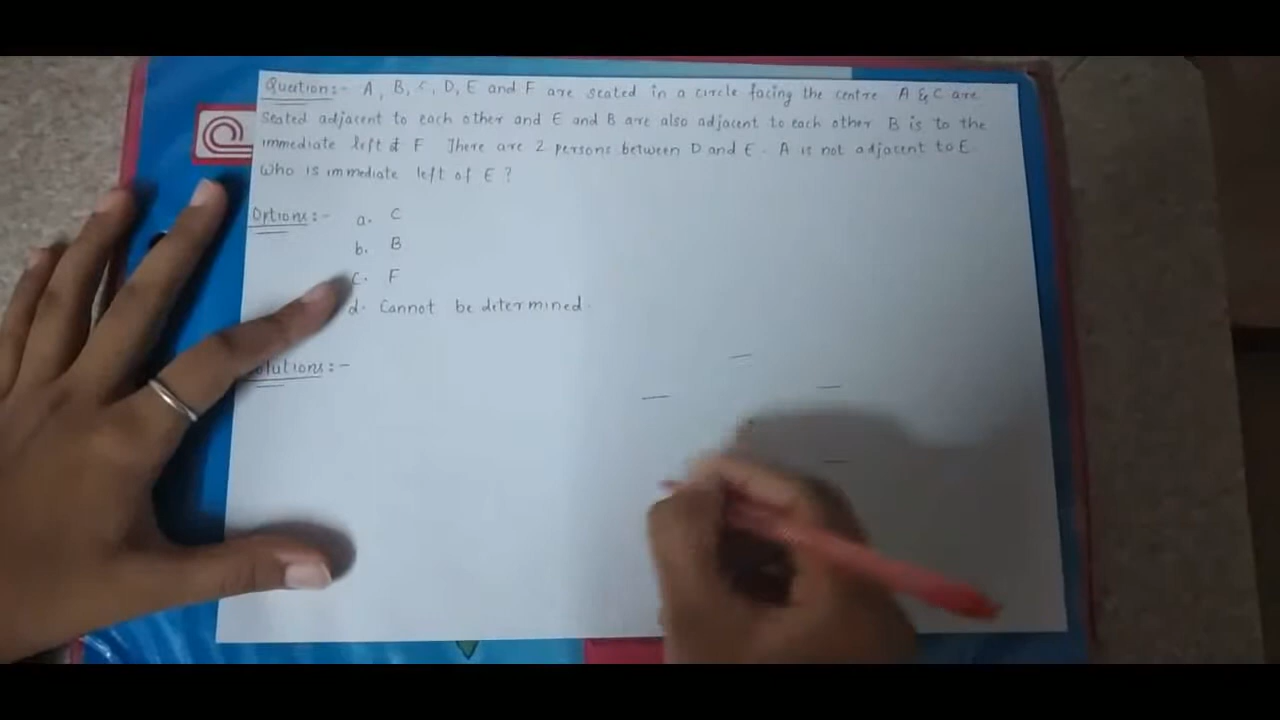 Question:- A, B, C, D, E and F are seated in a circle facing the centre. A & C are
seated adjacent to each other and E and B are also adjacent to each other B is to the
immediate left of F There are 2 persons between D and E. A is not adjacent to E.
Who is immediate left of E?
Options:- a. C
b. B
c. F
d. Cannot be determined.
Solutions:-